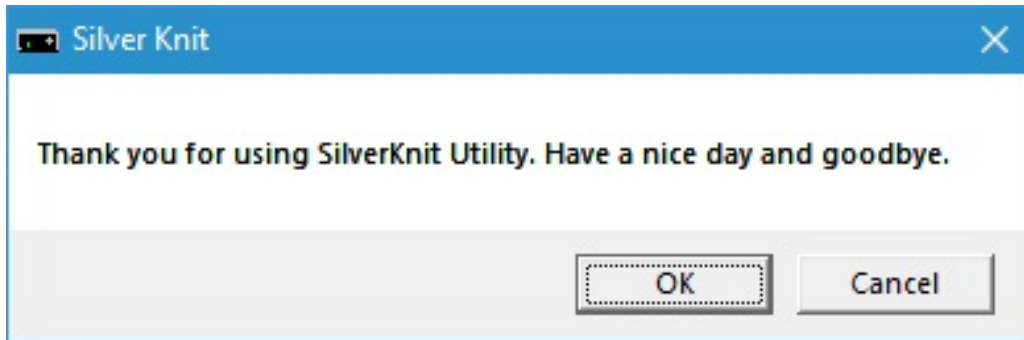 Silver Knit
Thank you for using SilverKnit Utility. Have a nice day and goodbye.
OK Cancel